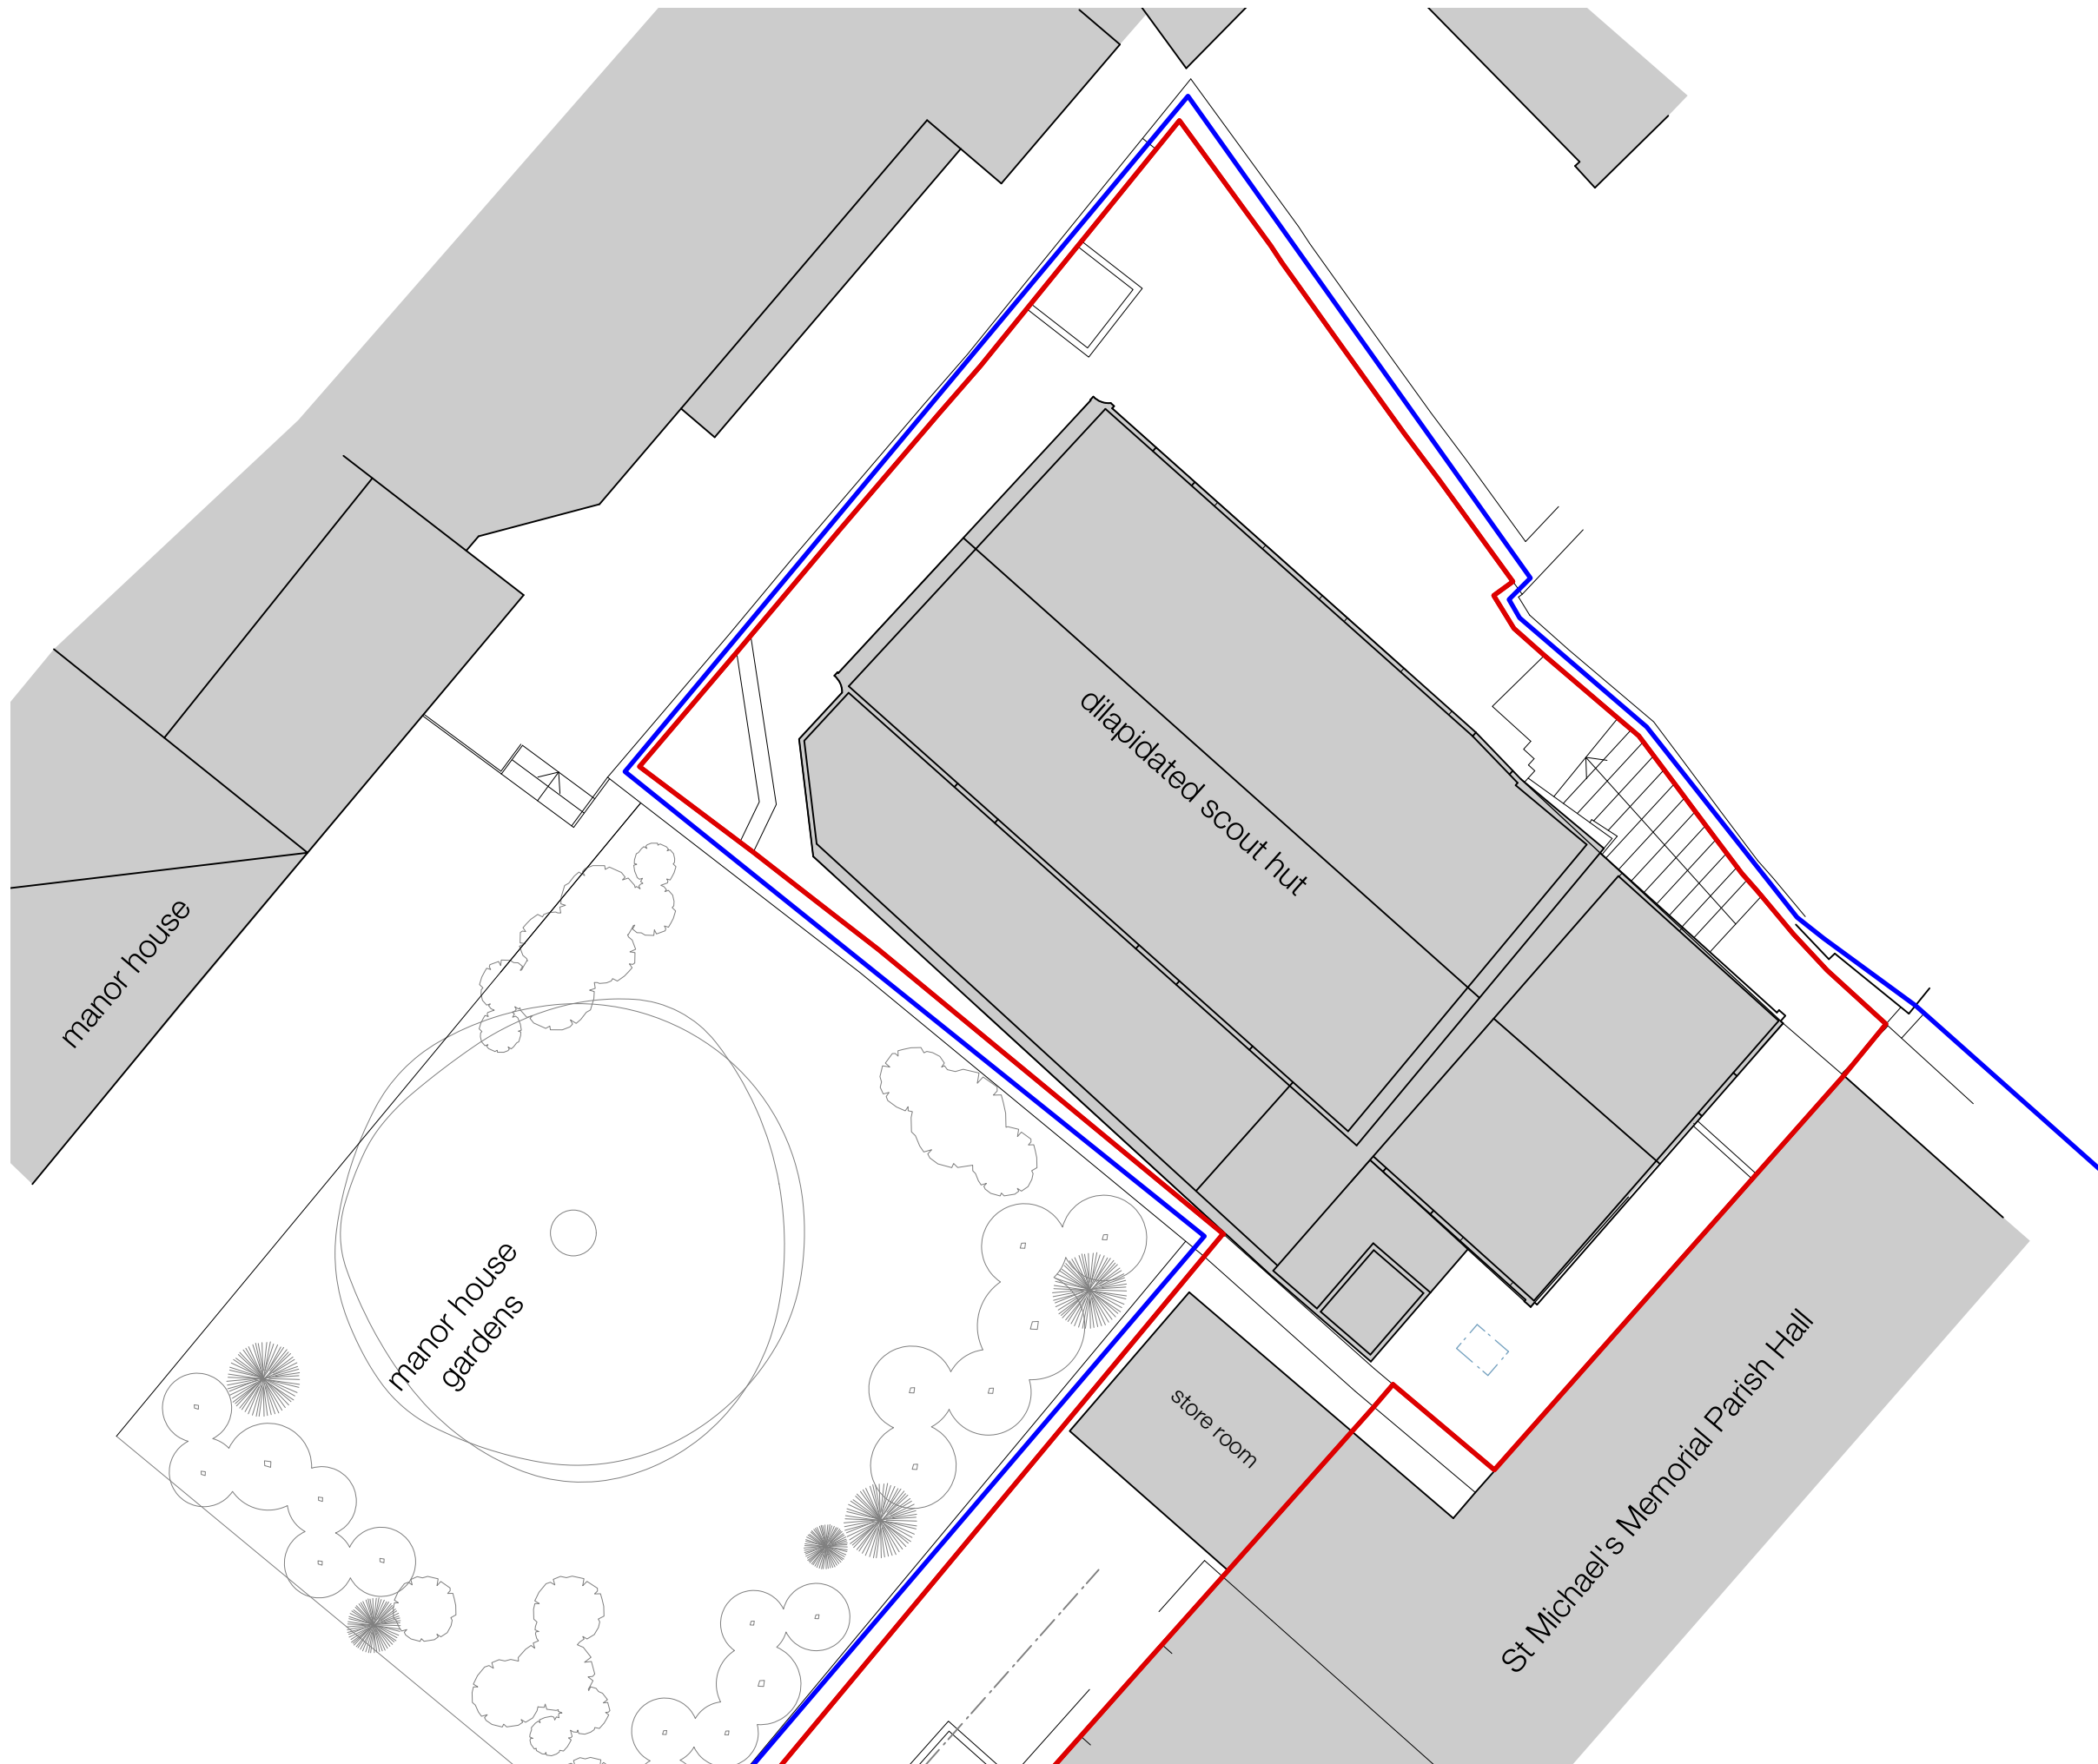 dilapidated scout hut
manor house
manor house
gardens
store room
St Michael's Memorial Parish Hall